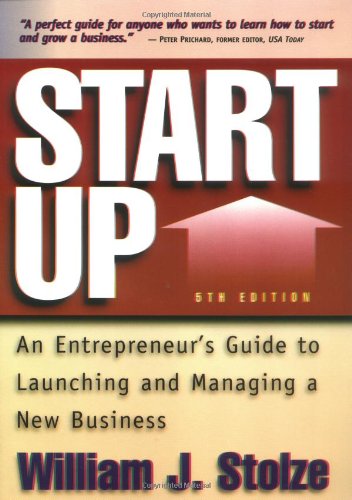 "A perfect guide for anyone who wants to learn how to start
and grow a business." — PETER PRICHARD, FORMER EDITOR, USA TODAY
START
UP
5TH EDITION
An Entrepreneur's Guide to
Launching and Managing a
New Business
William J. Stolze